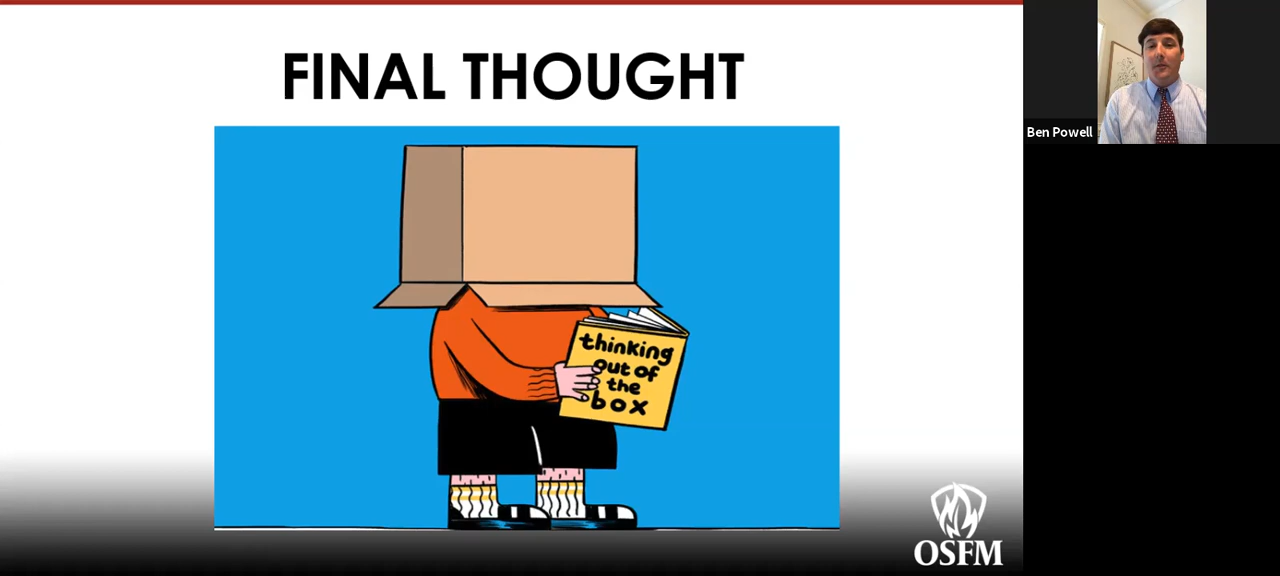 FINAL THOUGHT
Ben Powell
thinking
out of
the
box
OSFM